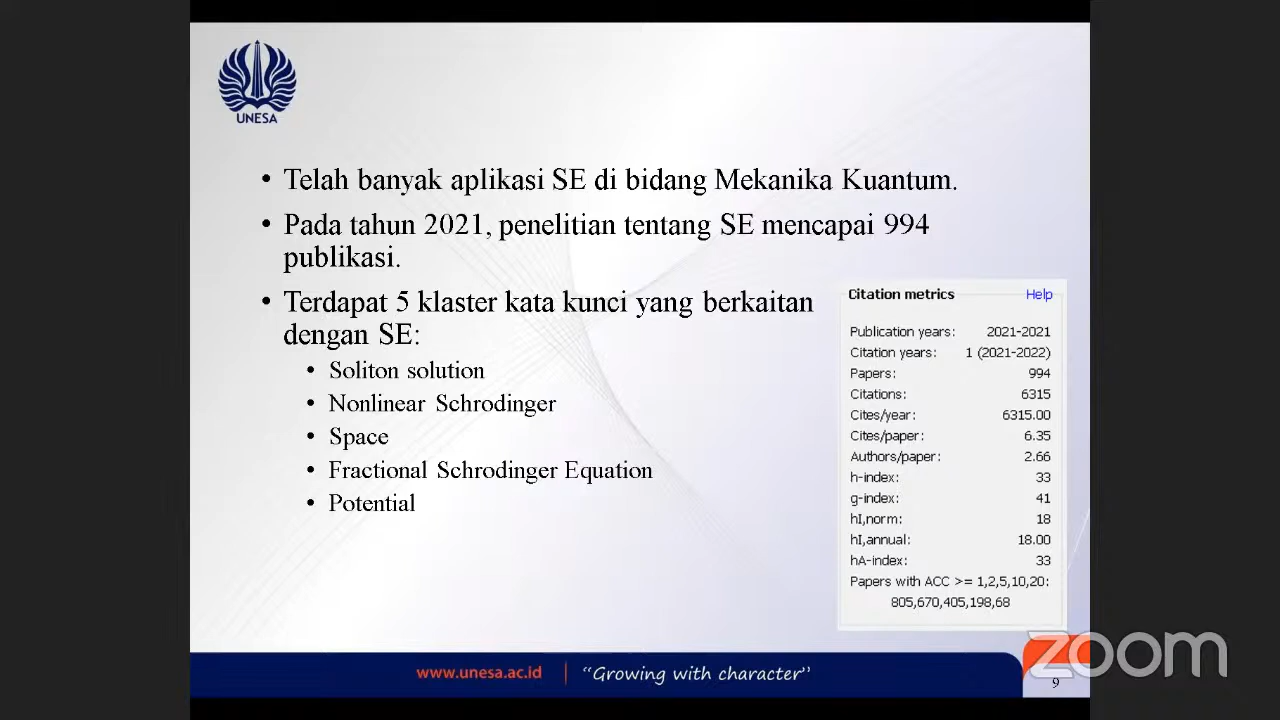 UNESA
• Telah banyak aplikasi SE di bidang Mekanika Kuantum.
• Pada tahun 2021, penelitian tentang SE mencapai 994
publikasi.
• Terdapat 5 klaster kata kunci yang berkaitan
dengan SE:
• Soliton solution
• Nonlinear Schrodinger
• Space
• Fractional Schrodinger Equation
• Potential
Citation metrics Help
Publication years: 2021-2021
Citation years: 1 (2021-2022)
Papers: 994
Citations: 6315
Cites/year: 6315.00
Cites/paper: 6.35
Authors/paper: 2.66
h-index: 33
g-index: 41
hI,norm: 18
hI,annual: 18.00
hA-index: 33
Papers with ACC >= 1,2,5,10,20:
805,670,405,198,68
www.unesa.ac.id | “Growing with character”
zoom
9